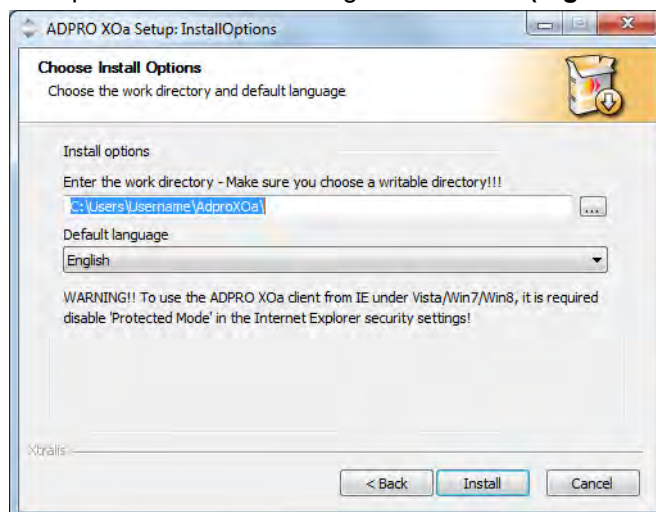 ADPRO XOa Setup: InstallOptions
Choose Install Options
Choose the work directory and default language
Install options
Enter the work directory - Make sure you choose a writable directory!!!
C:\Users\Username\AdproXOa\
...
Default language
English
WARNING!! To use the ADPRO XOa client from IE under Vista/Win7/Win8, it is required
disable 'Protected Mode' in the Internet Explorer security settings!
Xtralis
< Back Install Cancel